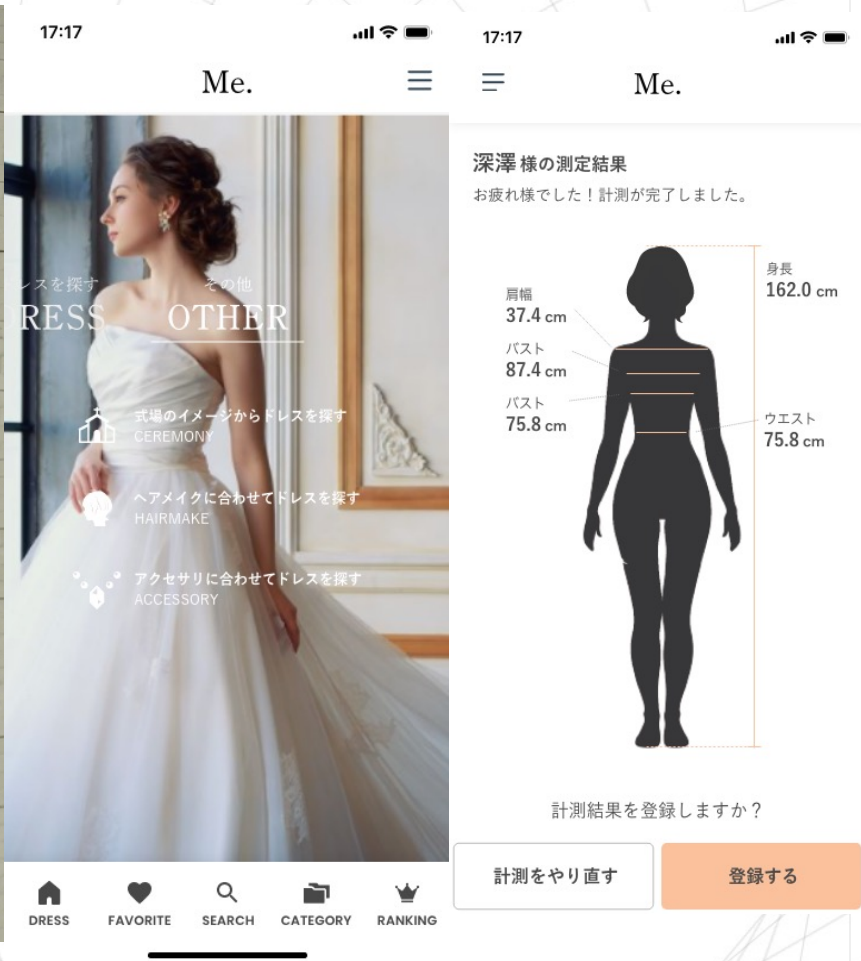 17:17
Me.
レスを探す
RESS
その他
OTHER
式場のイメージからドレスを探す
CEREMONY
ヘアメイクに合わせてドレスを探す
HAIRMAKE
アクセサリに合わせてドレスを探す
ACCESSORY
DRESS
FAVORITE
SEARCH
CATEGORY
RANKING
17:17
Me.
深澤様の測定結果
お疲れ様でした！計測が完了しました。
身長
162.0 cm
肩幅
37.4 cm
バスト
87.4 cm
バスト
75.8 cm
ウエスト
75.8 cm
計測結果を登録しますか？
計測をやり直す
登録する